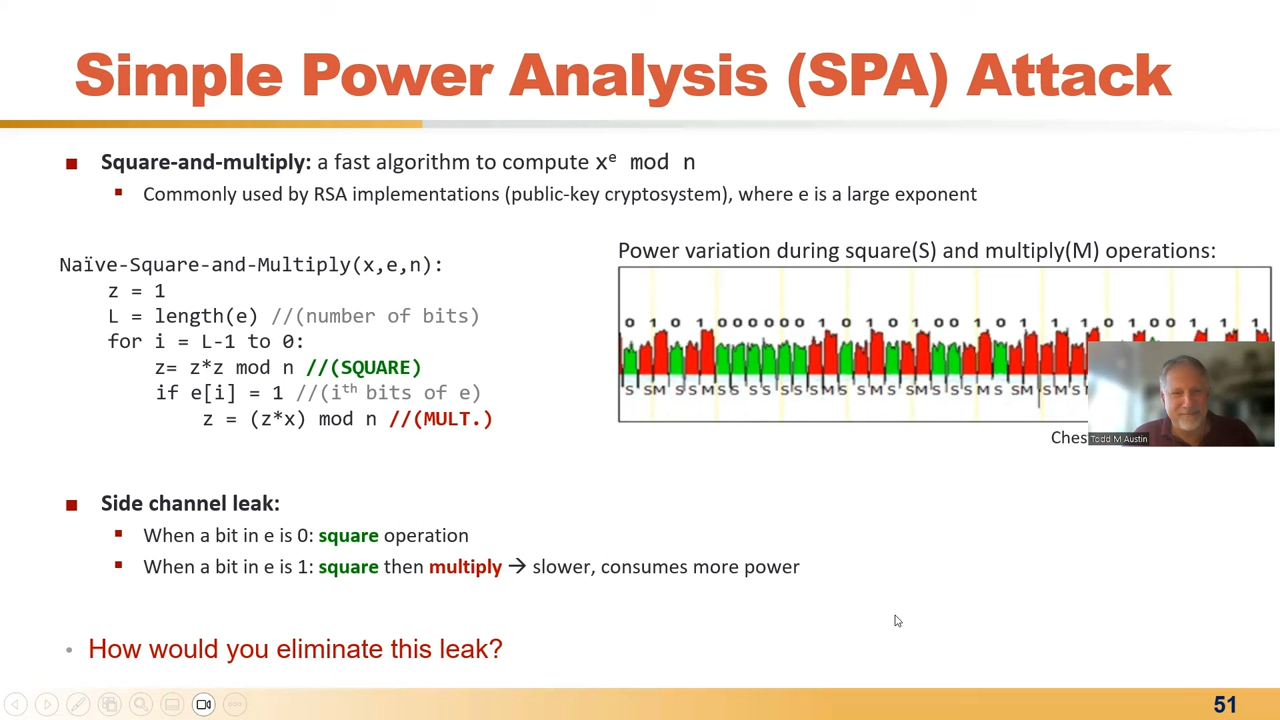 Simple Power Analysis (SPA) Attack
Square-and-multiply: a fast algorithm to compute xᵉ mod n
Commonly used by RSA implementations (public-key cryptosystem), where e is a large exponent
Naïve-Square-and-Multiply(x,e,n):
z = 1
L = length(e) //(number of bits)
for i = L-1 to 0:
z= z*z mod n //(SQUARE)
if e[i] = 1 //(iᵗʰ bits of e)
z = (z*x) mod n //(MULT.)
Power variation during square(S) and multiply(M) operations:
0 1 0 1 0 0 0 0 0 0 1 0 1 0 1 0 0 1 0 1 1 1 0 1 0 0 1 1 1
S SM S S M S S S S S S SM S SM S SM S S SM S SM SM S
Ches
Todd M Austin
Side channel leak:
When a bit in e is 0: square operation
When a bit in e is 1: square then multiply → slower, consumes more power
How would you eliminate this leak?
51